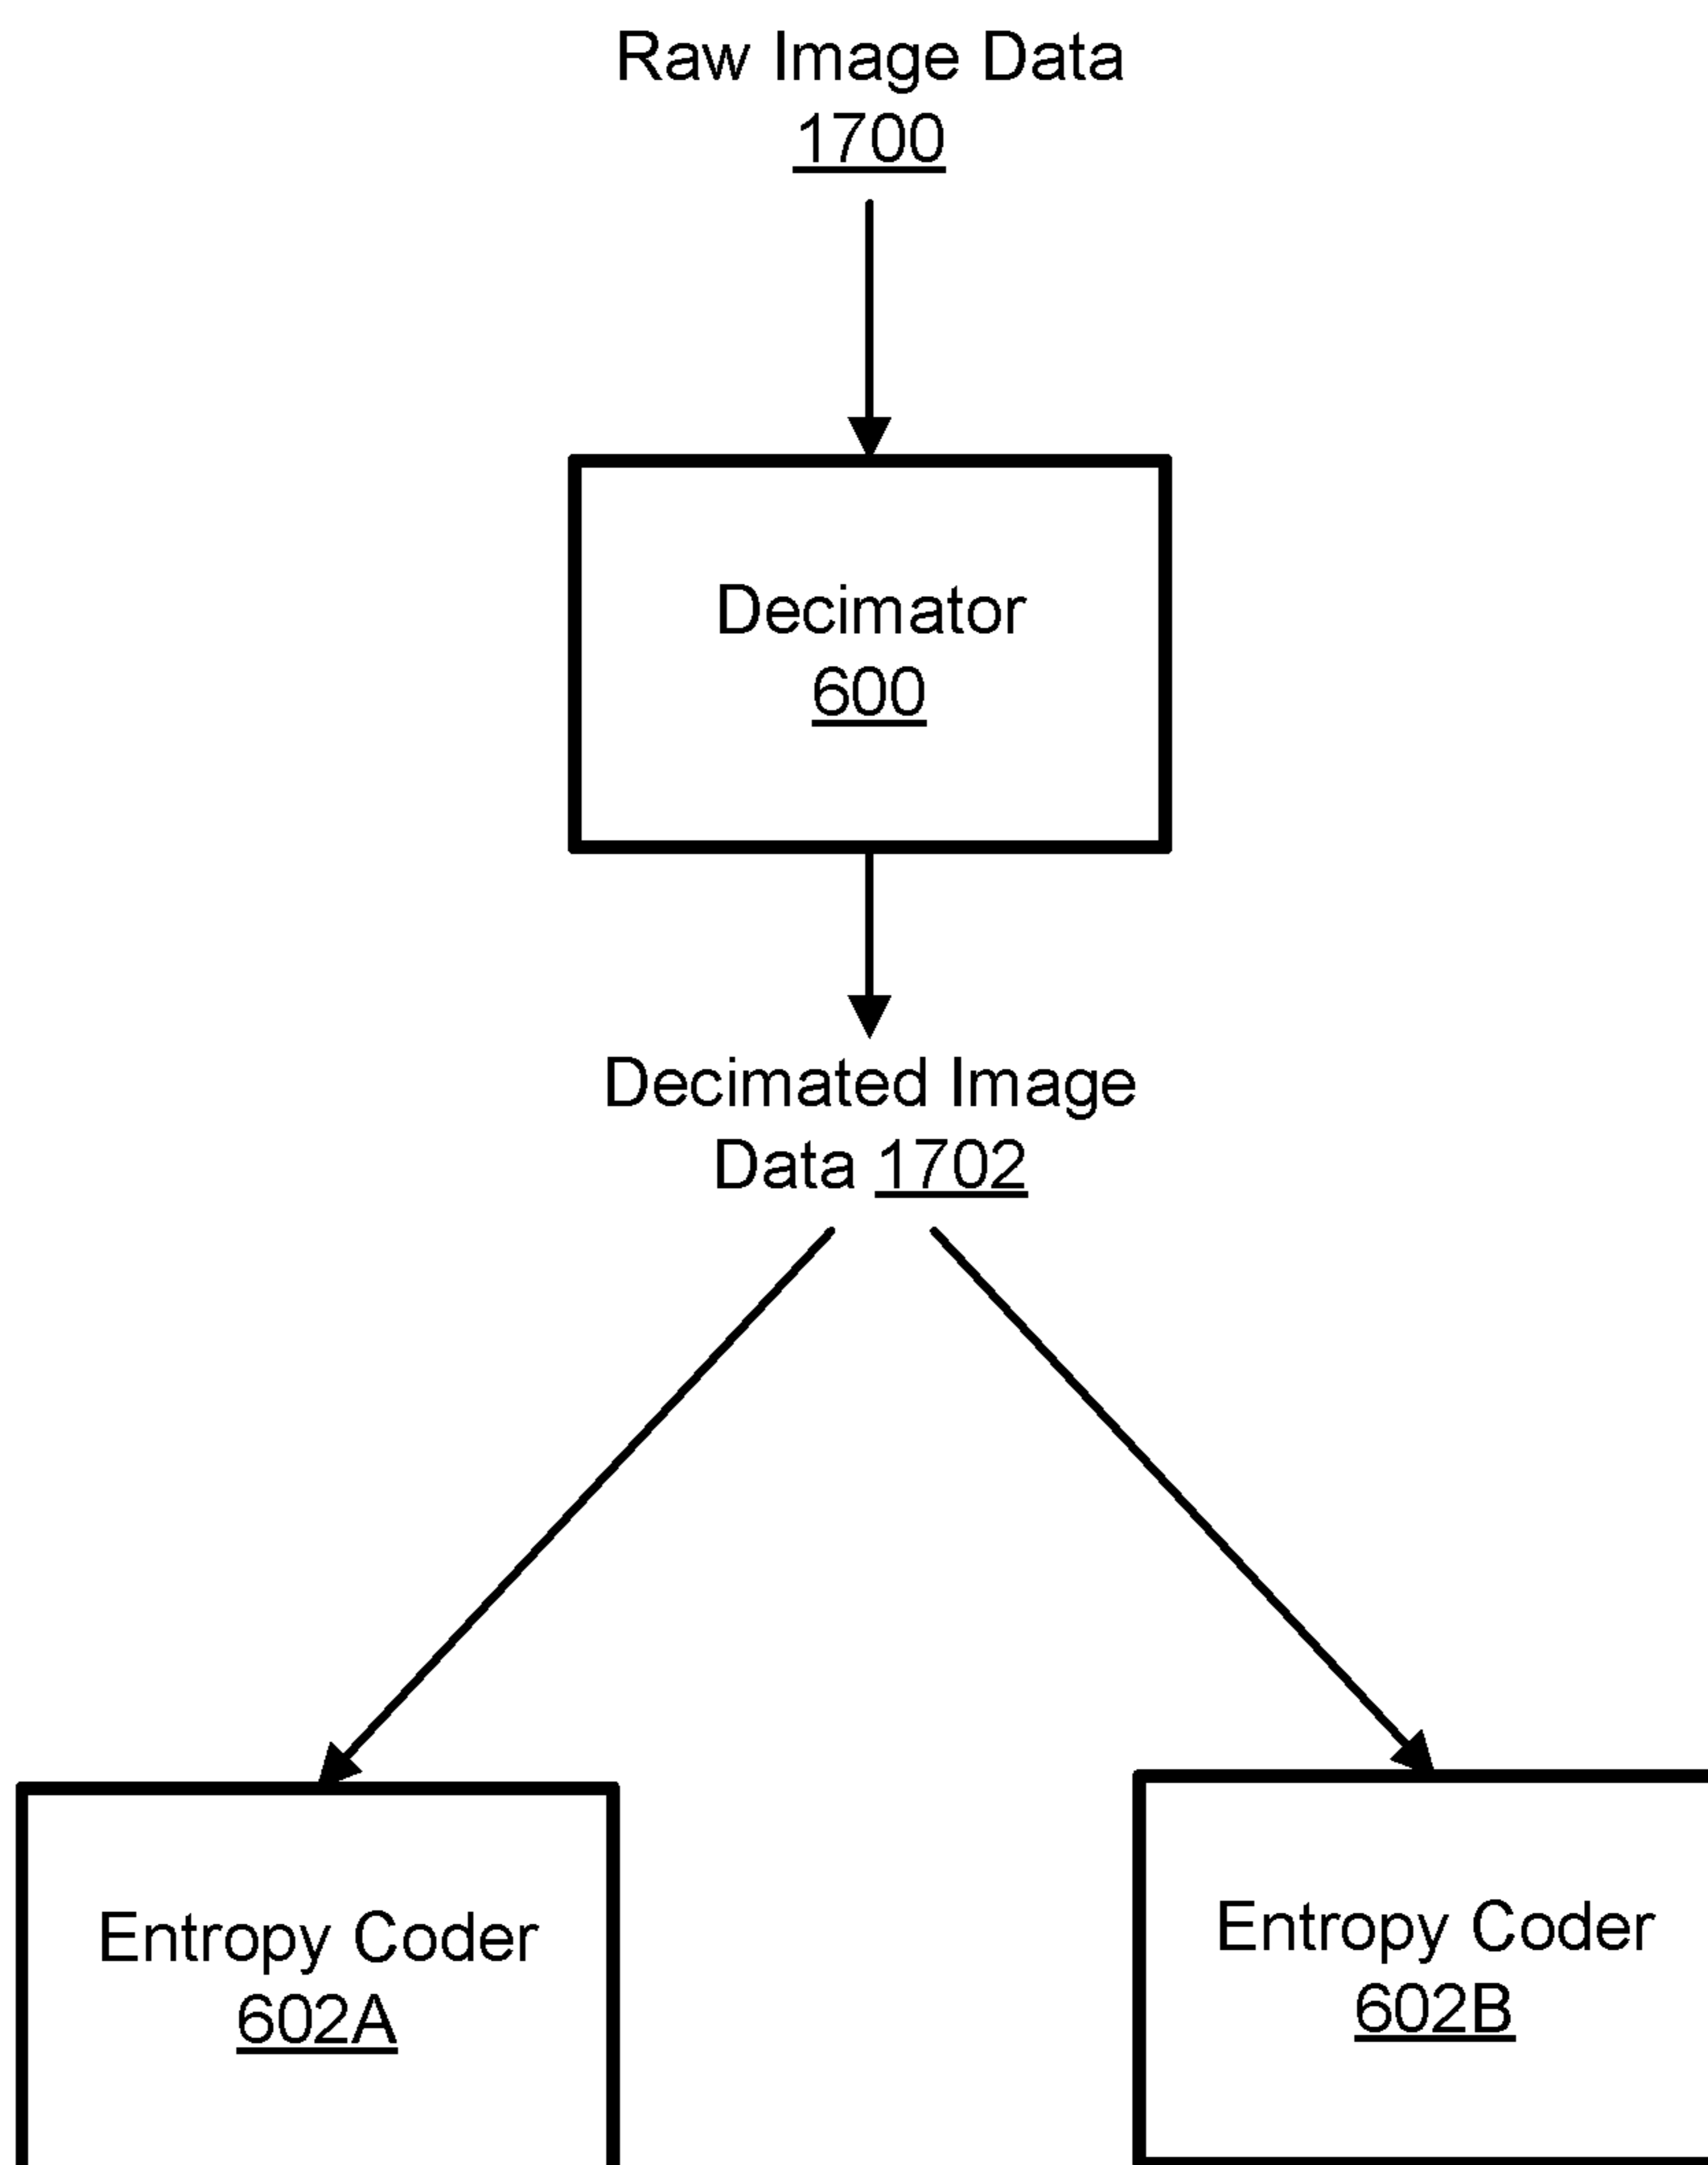 Raw Image Data
1700
Decimator
600
Decimated Image
Data 1702
Entropy Coder
602A
Entropy Coder
602B